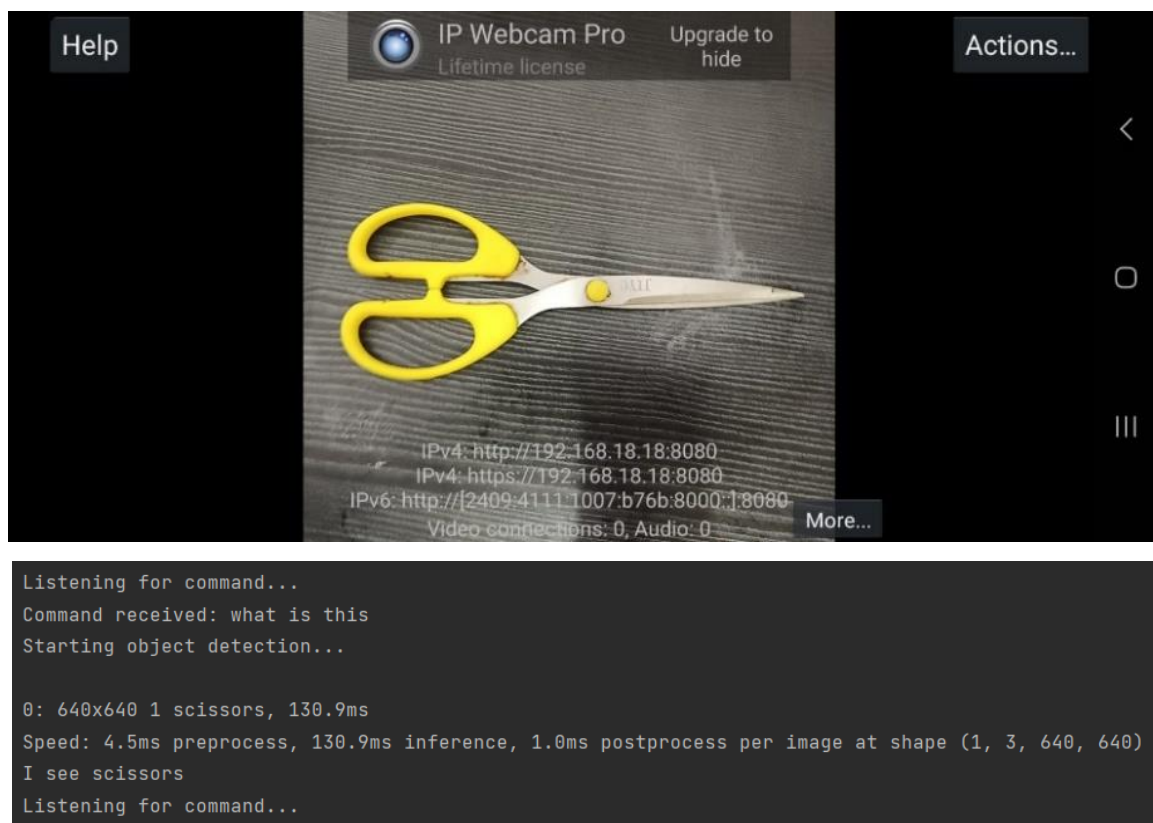 Help
IP Webcam Pro
Lifetime license
Upgrade to
hide
Actions...
IPv4: http://192.168.18.18:8080
IPv4: https://192.168.18.18:8080
IPv6: http://[2409:4111:1007:b76b:8000::]:8080
Video connections: 0, Audio: 0
More...
Listening for command...
Command received: what is this
Starting object detection...
0: 640x640 1 scissors, 130.9ms
Speed: 4.5ms preprocess, 130.9ms inference, 1.0ms postprocess per image at shape (1, 3, 640, 640)
I see scissors
Listening for command...